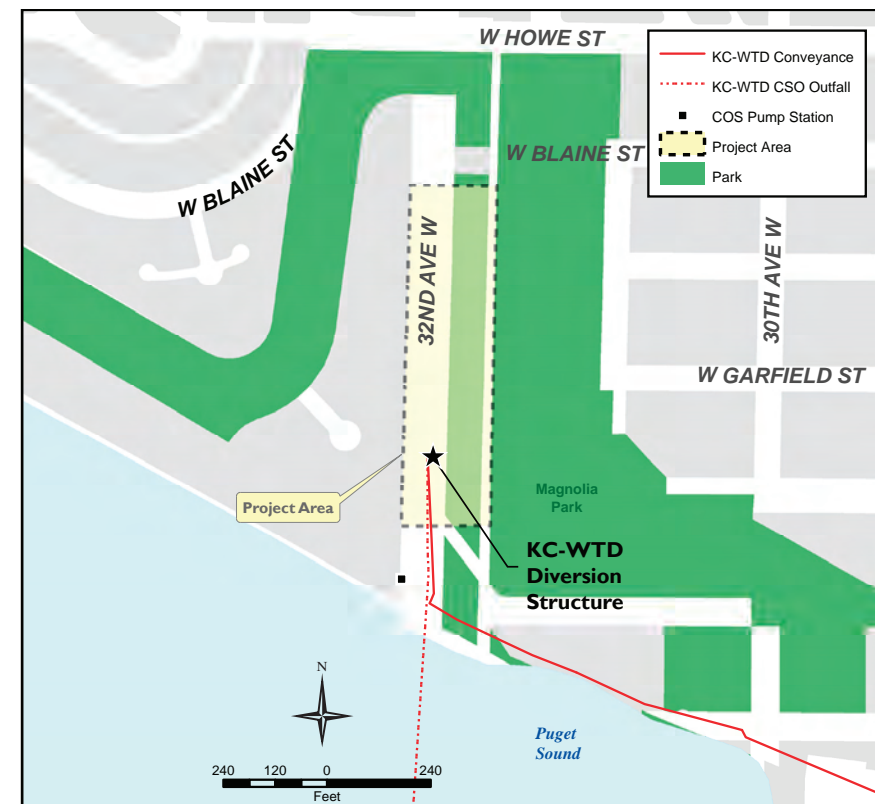 W HOWE ST
KC-WTD Conveyance
KC-WTD CSO Outfall
COS Pump Station
Project Area
Park
W BLAINE ST
W BLAINE ST
32ND AVE W
30TH AVE W
W GARFIELD ST
Project Area
Magnolia
Park
KC-WTD
Diversion
Structure
N
Puget
Sound
240 120 0 240
Feet